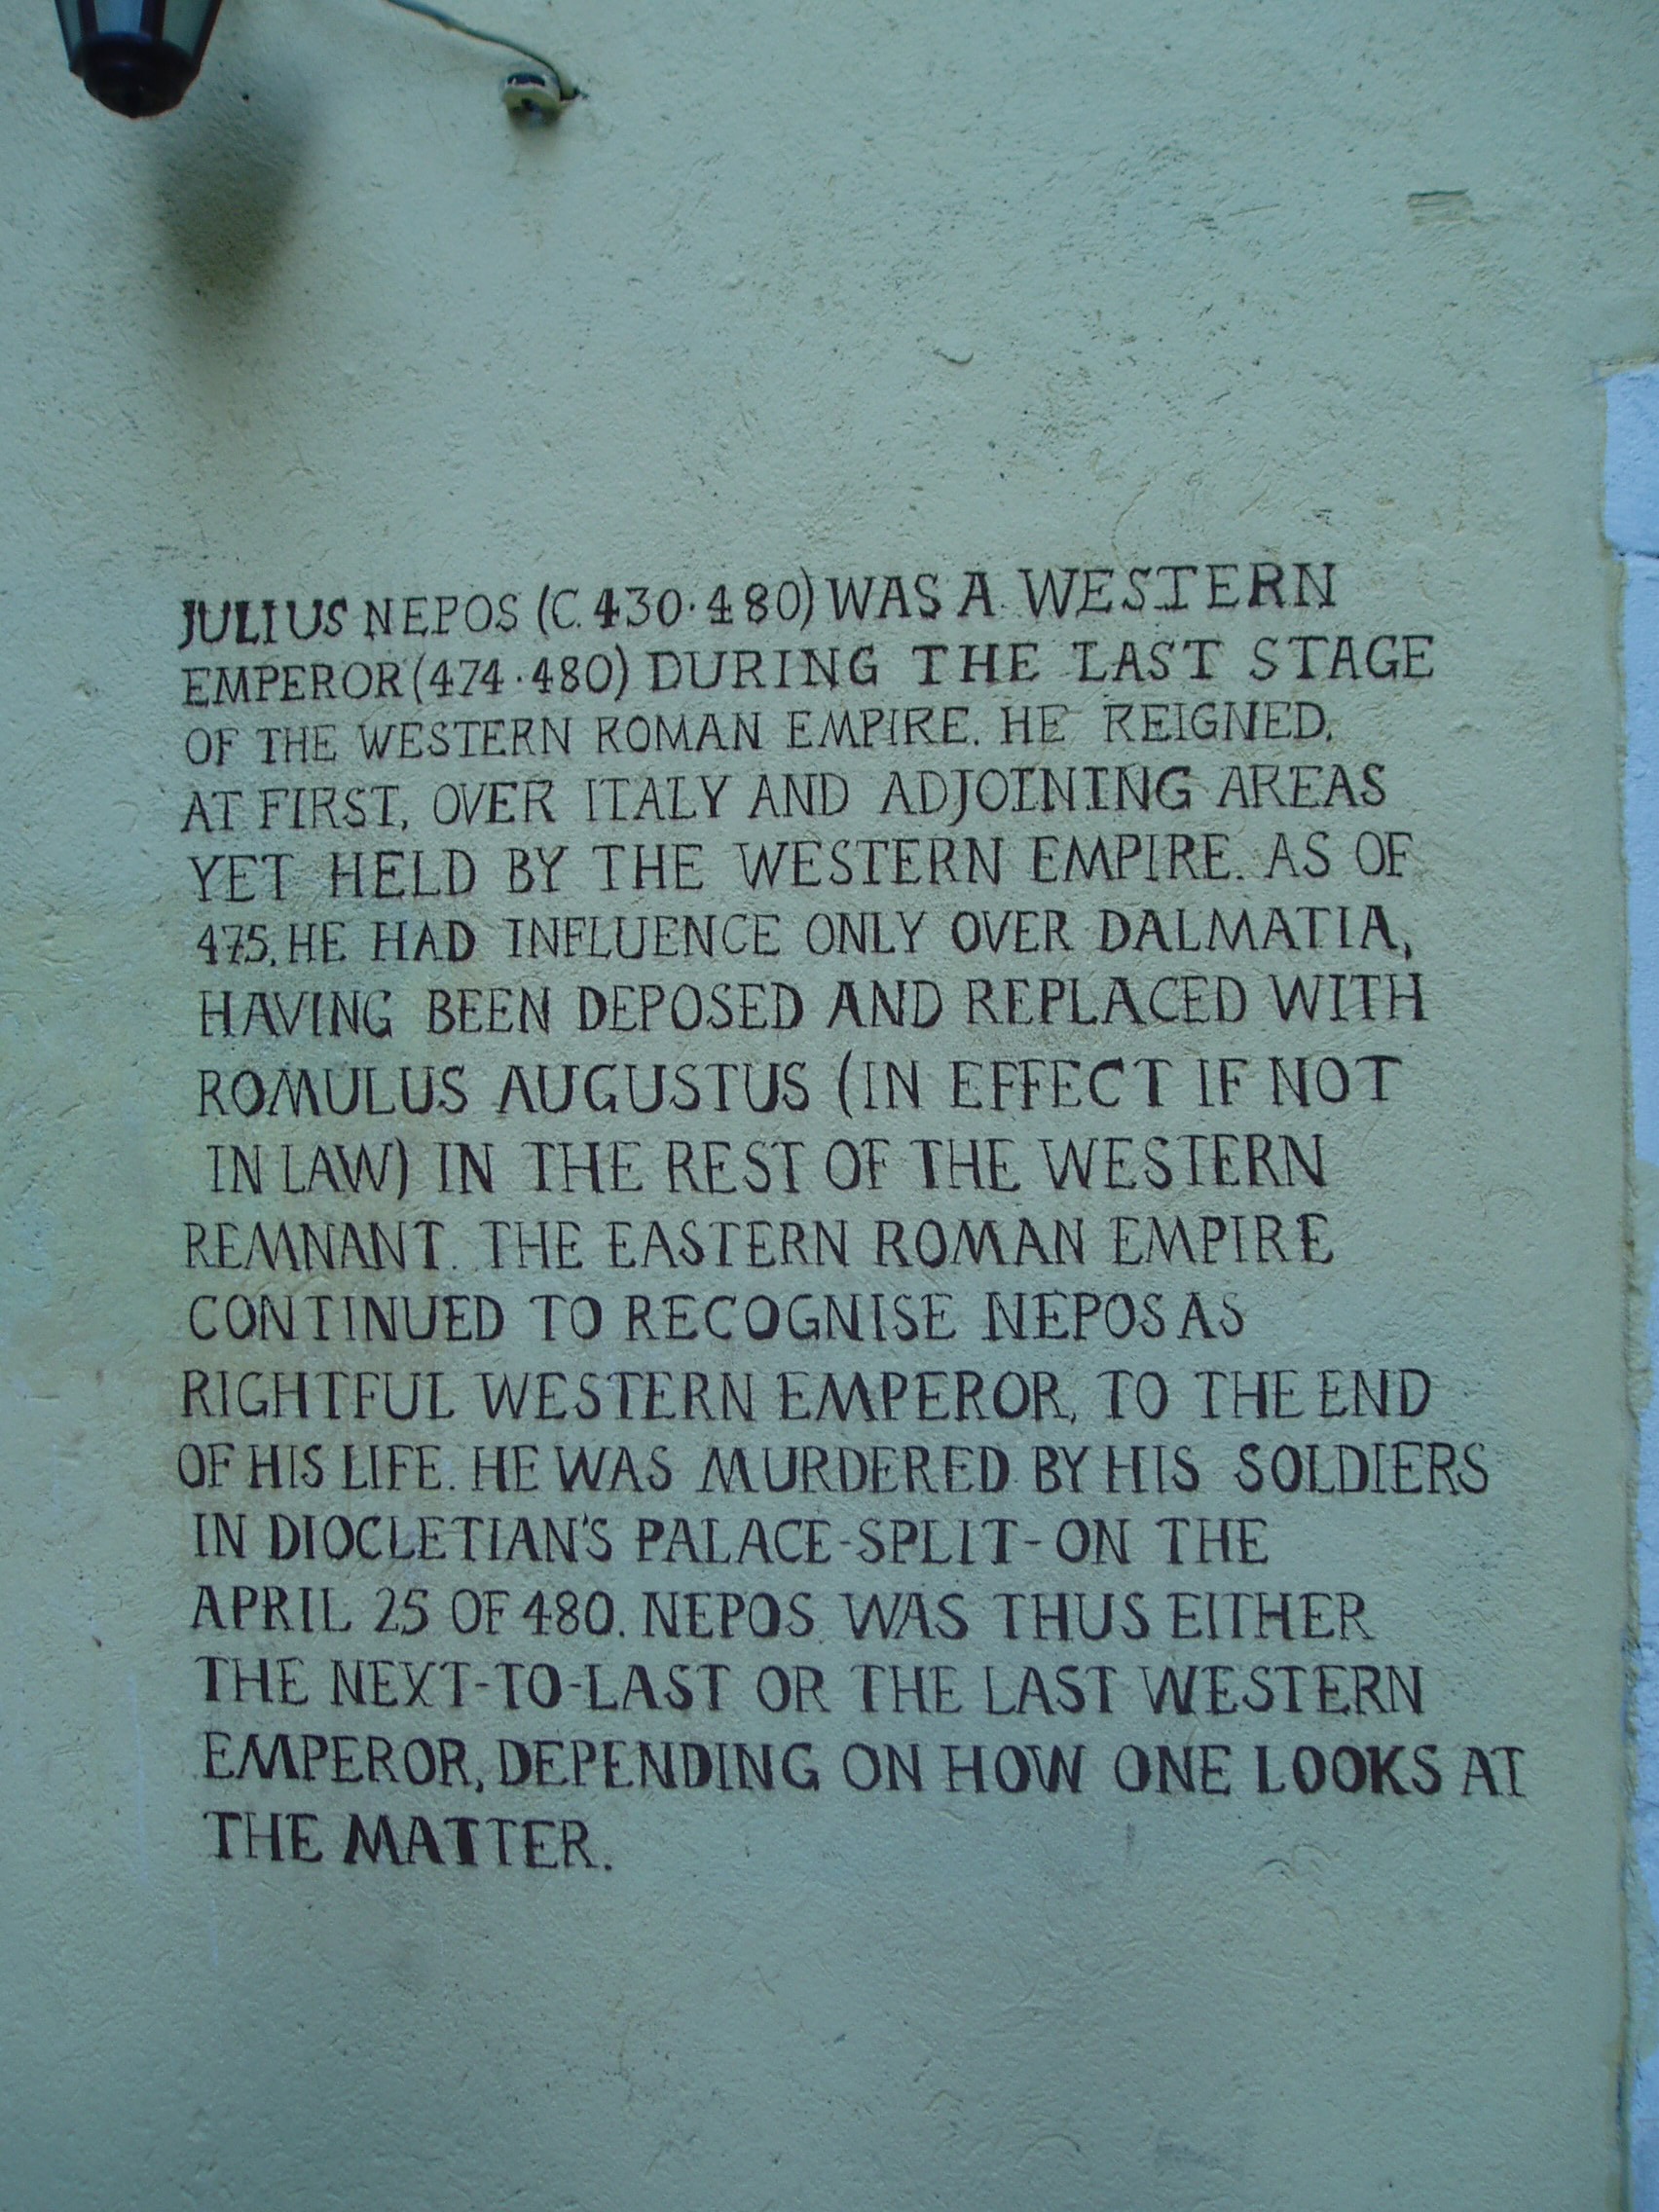 JULIUS NEPOS (C. 430·480) WAS A WESTERN
EMPEROR (474·480) DURING THE LAST STAGE
OF THE WESTERN ROMAN EMPIRE. HE REIGNED,
AT FIRST, OVER ITALY AND ADJOINING AREAS
YET HELD BY THE WESTERN EMPIRE. AS OF
475, HE HAD INFLUENCE ONLY OVER DALMATIA,
HAVING BEEN DEPOSED AND REPLACED WITH
ROMULUS AUGUSTUS (IN EFFECT IF NOT
IN LAW) IN THE REST OF THE WESTERN
REMNANT. THE EASTERN ROMAN EMPIRE
CONTINUED TO RECOGNISE NEPOS AS
RIGHTFUL WESTERN EMPEROR, TO THE END
OF HIS LIFE. HE WAS MURDERED BY HIS SOLDIERS
IN DIOCLETIAN'S PALACE-SPLIT-ON THE
APRIL 25 OF 480. NEPOS WAS THUS EITHER
THE NEXT-TO-LAST OR THE LAST WESTERN
EMPEROR, DEPENDING ON HOW ONE LOOKS AT
THE MATTER.